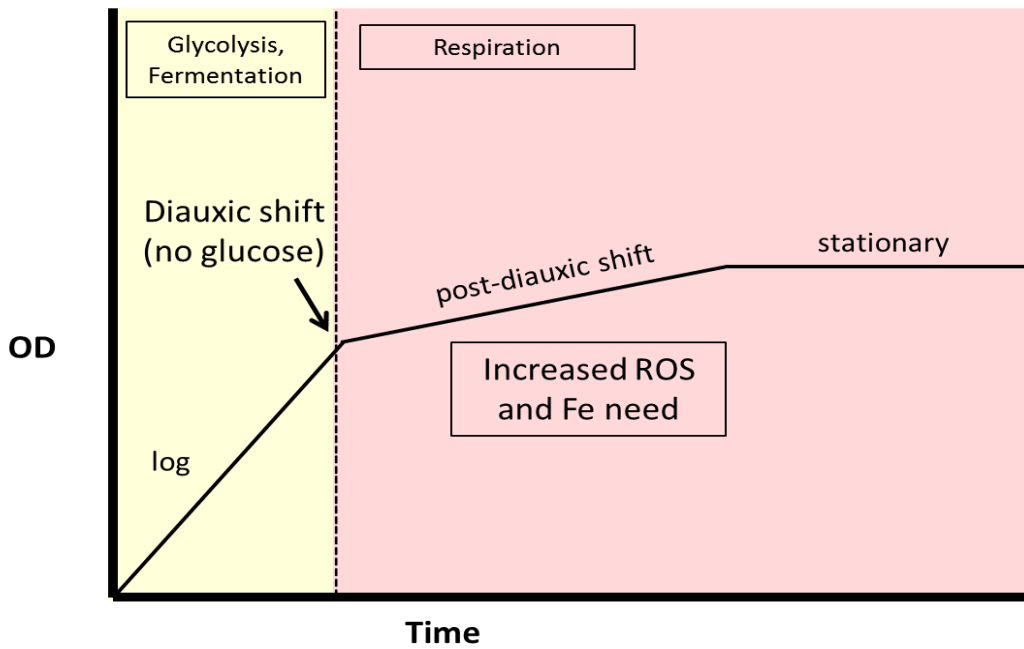 Glycolysis,
Fermentation
Respiration
Diauxic shift
(no glucose)
post-diauxic shift
stationary
OD
Increased ROS
and Fe need
log
Time